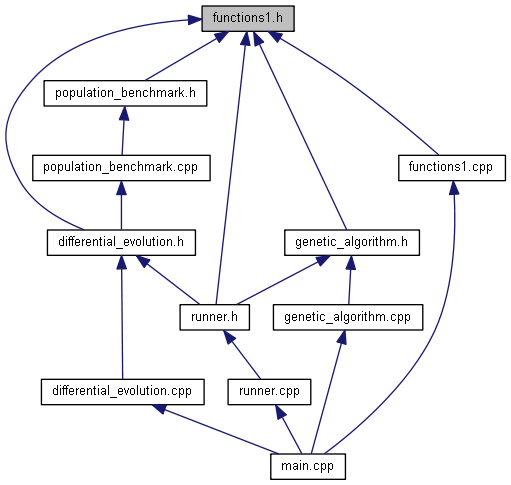 functions1.h
population_benchmark.h
population_benchmark.cpp
functions1.cpp
differential_evolution.h
genetic_algorithm.h
runner.h
genetic_algorithm.cpp
differential_evolution.cpp
runner.cpp
main.cpp